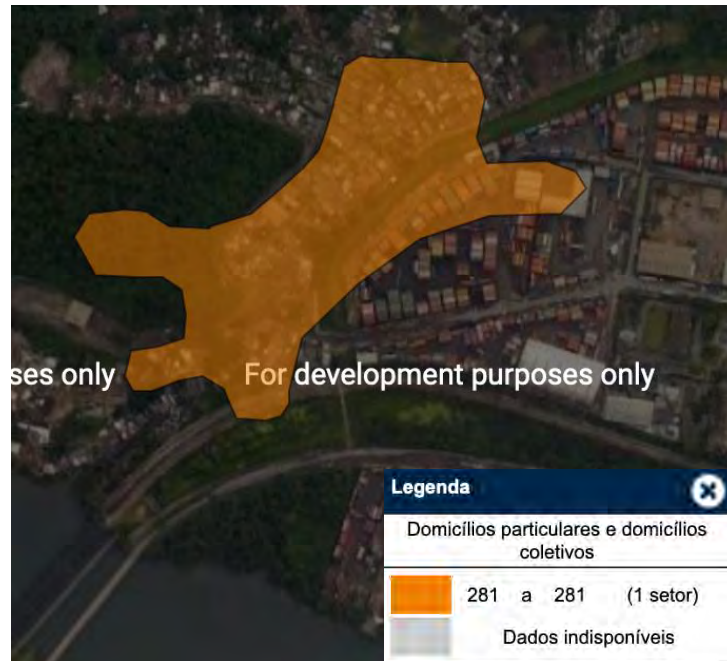 ses only
For development purposes only
Legenda
Domicílios particulares e domicílios
coletivos
281 a 281 (1 setor)
Dados indisponíveis